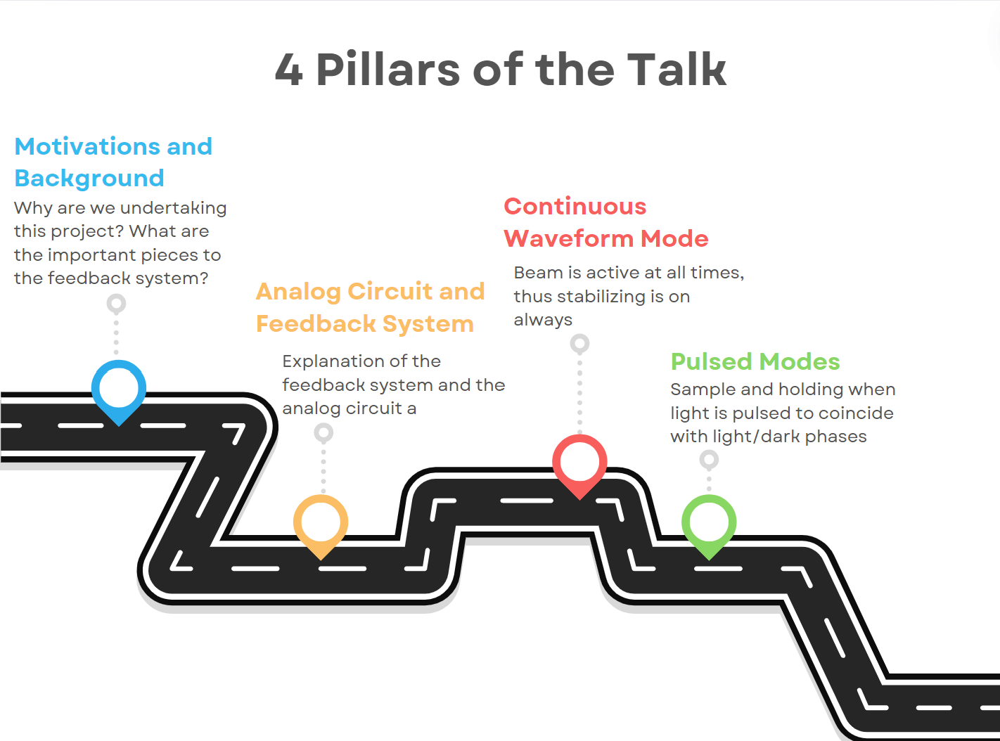 4 Pillars of the Talk
Motivations and
Background
Why are we undertaking
this project? What are
the important pieces to
the feedback system?
Analog Circuit and
Feedback System
Explanation of the
feedback system and the
analog circuit a
Continuous
Waveform Mode
Beam is active at all times,
thus stabilizing is on
always
Pulsed Modes
Sample and holding when
light is pulsed to coincide
with light/dark phases